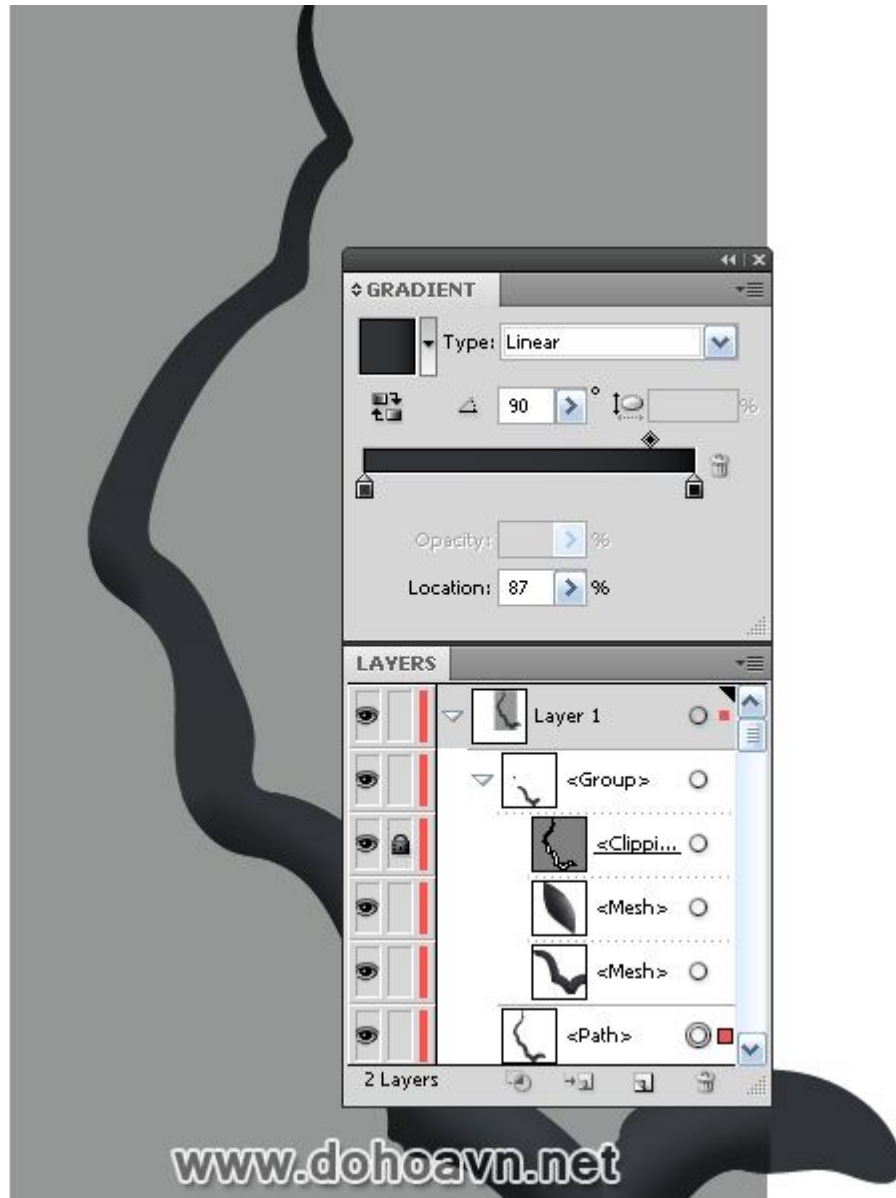 GRADIENT
Type: Linear
90 ° %
Opacity: %
Location: 87 %
LAYERS
Layer 1
<Group>
<Clippi...
<Mesh>
<Mesh>
<Path>
2 Layers
www.dohoavn.net